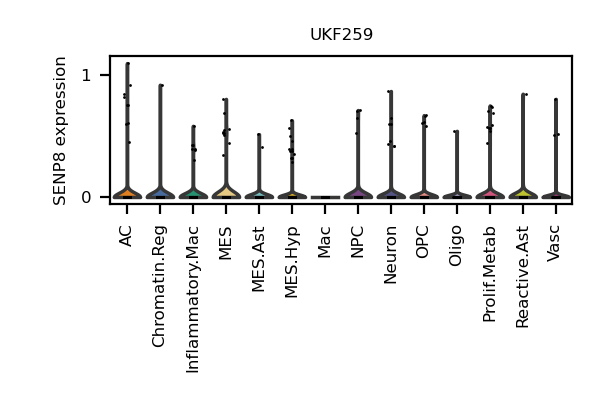 UKF259
SENP8 expression
1
0
AC
Chromatin.Reg
Inflammatory.Mac
MES
MES.Ast
MES.Hyp
Mac
NPC
Neuron
OPC
Oligo
Prolif.Metab
Reactive.Ast
Vasc